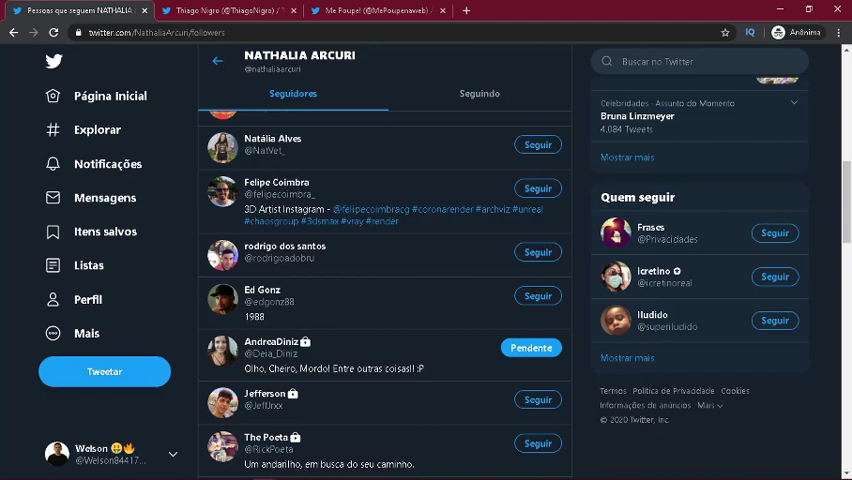 Pessoas que seguem NATHALIA
Thiago Nigro (@ThiagoNigro) / T
Me Poupe! (@MePoupenaweb) /
twitter.com/NathaliaArcuri/followers
Anônima
Página Inicial
Explorar
Notificações
Mensagens
Itens salvos
Listas
Perfil
Mais
Tweetar
Welson
@Welson84417...
NATHALIA ARCURI
@nathaliaarcuri
Seguidores
Seguindo
Natália Alves
@NatVet_
Seguir
Felipe Coimbra
@felipecoimbra_
Seguir
3D Artist Instagram - @felipecoimbracg #coronarender #archviz #unreal
#chaosgroup #3dsmax #vray #render
rodrigo dos santos
@rodrigoadobru
Seguir
Ed Gonz
@edgonz88
Seguir
1988
AndreaDiniz
@Deia_Diniz
Pendente
Olho, Cheiro, Mordo! Entre outras coisas!! :P
Jefferson
Seguir
The Poeta
@RickPoeta
Seguir
Um andarilho, em busca do seu caminho.
Buscar no Twitter
Celebridades · Assunto do Momento
Bruna Linzmeyer
4.084 Tweets
Mostrar mais
Quem seguir
Frases
@Privacidades
Seguir
icretino
@icretinoreal
Seguir
Iludido
@superiludido
Seguir
Mostrar mais
Termos Política de Privacidade Cookies
Informações de anúncios Mais
© 2020 Twitter, Inc.